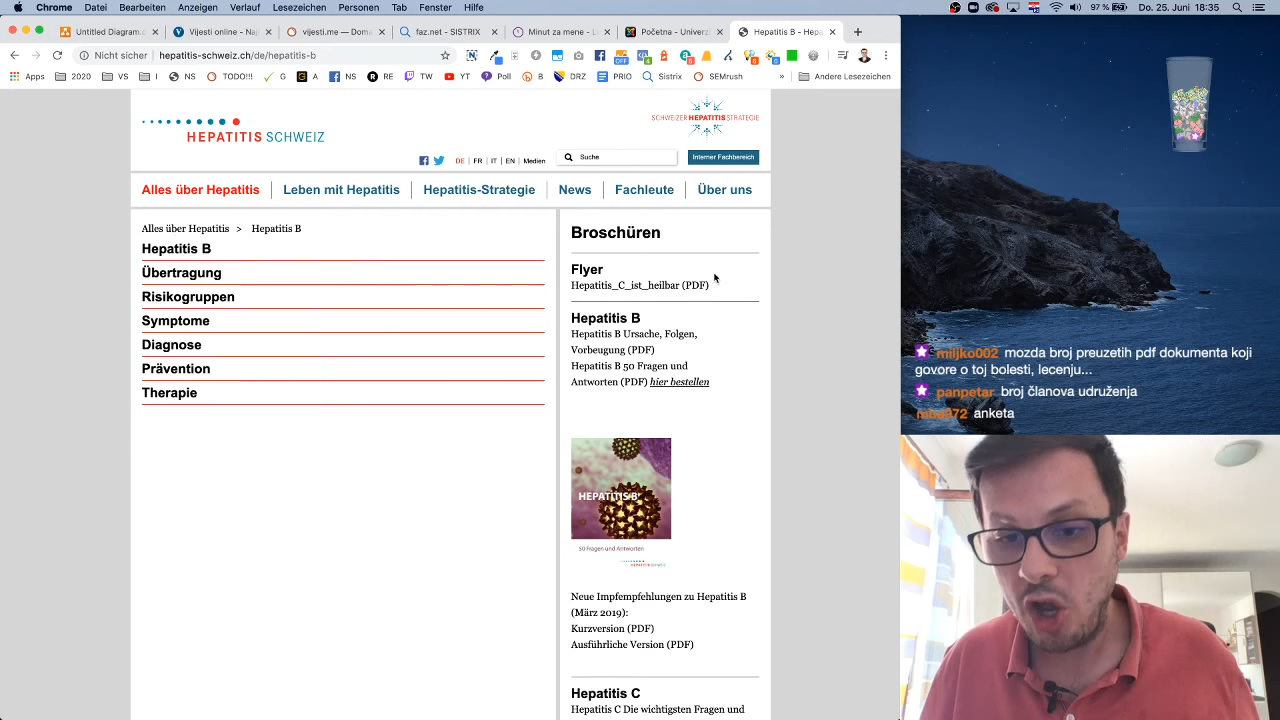 Chrome Datei Bearbeiten Anzeigen Verlauf Lesezeichen Personen Tab Fenster Hilfe
91% Do. 25. Juni 18:35
Untitled Diagram.c
Vijesti online - Naj
vijestime — Dom
faz.net - SISTRIX
Minut za mene - L
Početna - Univerzi
Hepatitis B - Hepa
Nicht sicher | hepatitis-schweiz.ch/de/hepatitis-b
Apps 2020 VS I NS TODO!!! G A NS RE TW YT Poll B DRZ PRIO Sistrix SEMrush » Andere Lesezeichen
HEPATITIS SCHWEIZ
SCHWEIZER HEPATITIS STRATEGIE
DE | FR | IT | EN | Medien
Suche
Interner Fachbereich
Alles über Hepatitis
Leben mit Hepatitis
Hepatitis-Strategie
News
Fachleute
Über uns
Alles über Hepatitis > Hepatitis B
Hepatitis B
Übertragung
Risikogruppen
Symptome
Diagnose
Prävention
Therapie
Broschüren
Flyer
Hepatitis_C_ist_heilbar (PDF)
Hepatitis B
Hepatitis B Ursache, Folgen,
Vorbeugung (PDF)
Hepatitis B 50 Fragen und
Antworten (PDF) hier bestellen
HEPATITIS B
50 Fragen und Antworten
HEPATITIS SCHWEIZ
Neue Impfempfehlungen zu Hepatitis B
(März 2019):
Kurzversion (PDF)
Ausführliche Version (PDF)
Hepatitis C
Hepatitis C Die wichtigsten Fragen und
miljko002 mozda broj preuzetih pdf dokumenta koji
govore o toj bolesti, lecenju...
panpetar broj članova udruženja
anketa